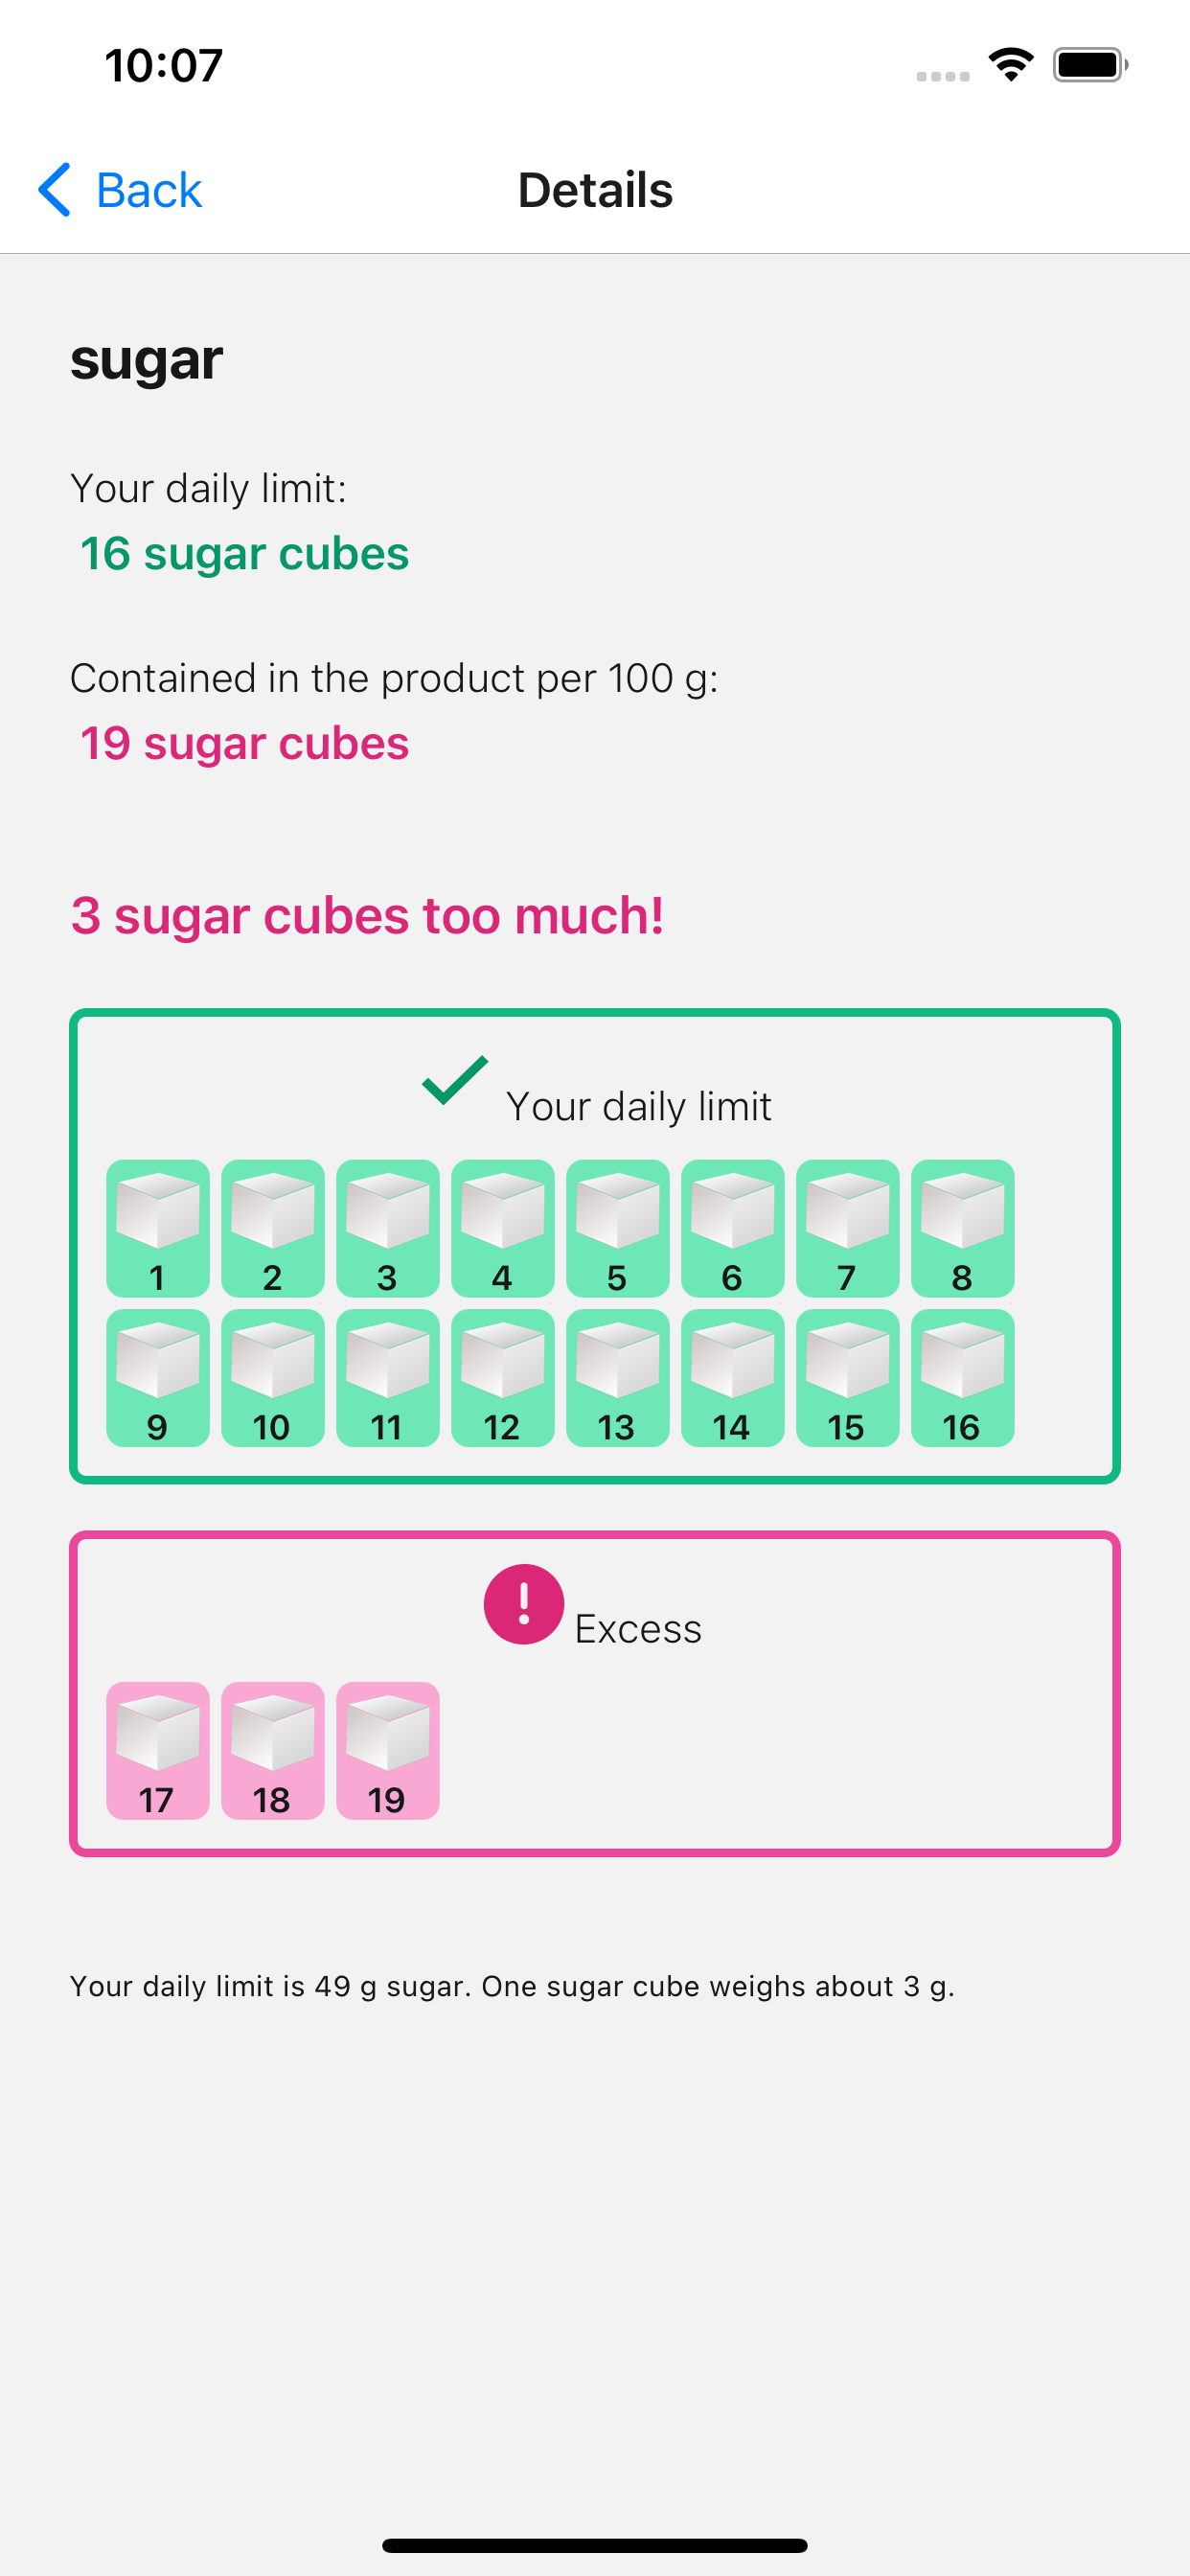 10:07
Back
Details
sugar
Your daily limit:
16 sugar cubes
Contained in the product per 100 g:
19 sugar cubes
3 sugar cubes too much!
Your daily limit
1 2 3 4 5 6 7 8
9 10 11 12 13 14 15 16
Excess
17 18 19
Your daily limit is 49 g sugar. One sugar cube weighs about 3 g.